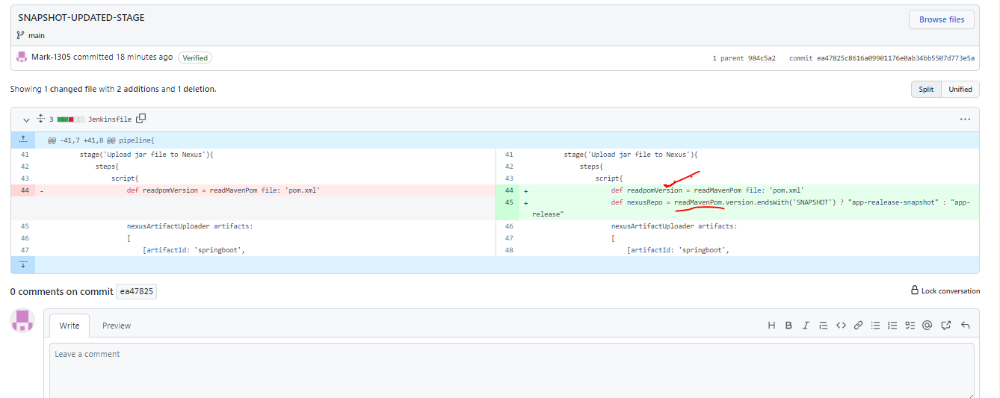 SNAPSHOT-UPDATED-STAGE
Browse files
main
Mark-1305 committed 18 minutes ago Verified
1 parent 984c5a2 commit ea47825c8616a09901176e0ab34bb5507d773e5a
Showing 1 changed file with 2 additions and 1 deletion.
Split Unified
3 Jenkinsfile
@@ -41,7 +41,8 @@ pipeline{
41 stage('Upload jar file to Nexus'){ 41 stage('Upload jar file to Nexus'){
42 steps{ 42 steps{
43 script{ 43 script{
44 - def readpomVersion = readMavenPom file: 'pom.xml' 44 + def readpomVersion = readMavenPom file: 'pom.xml'
45 + def nexusRepo = readMavenPom.version.endsWith('SNAPSHOT') ? "app-realease-snapshot" : "app-
release"
45 nexusArtifactUploader artifacts: 46 nexusArtifactUploader artifacts:
46 [ 47 [
47 [artifactId: 'springboot', 48 [artifactId: 'springboot',
0 comments on commit ea47825
Lock conversation
Write Preview
Leave a comment